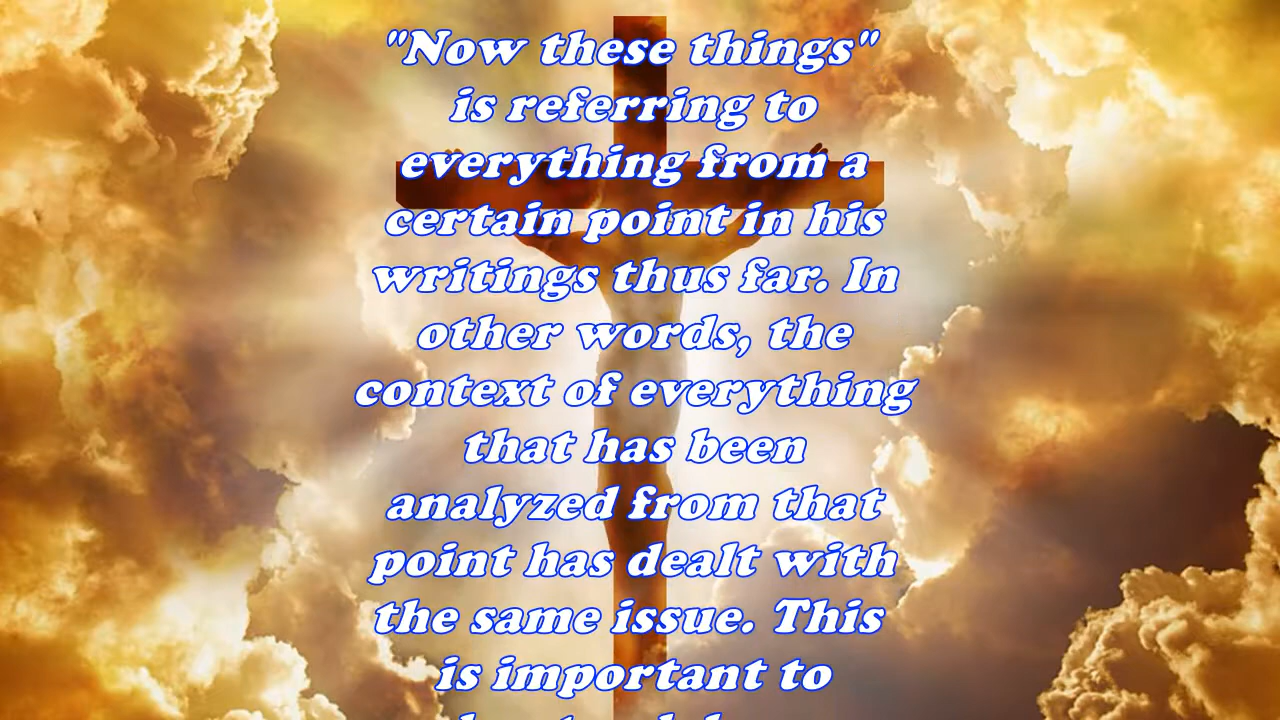 "Now these things"
is referring to
everything from a
certain point in his
writings thus far. In
other words, the
context of everything
that has been
analyzed from that
point has dealt with
the same issue. This
is important to